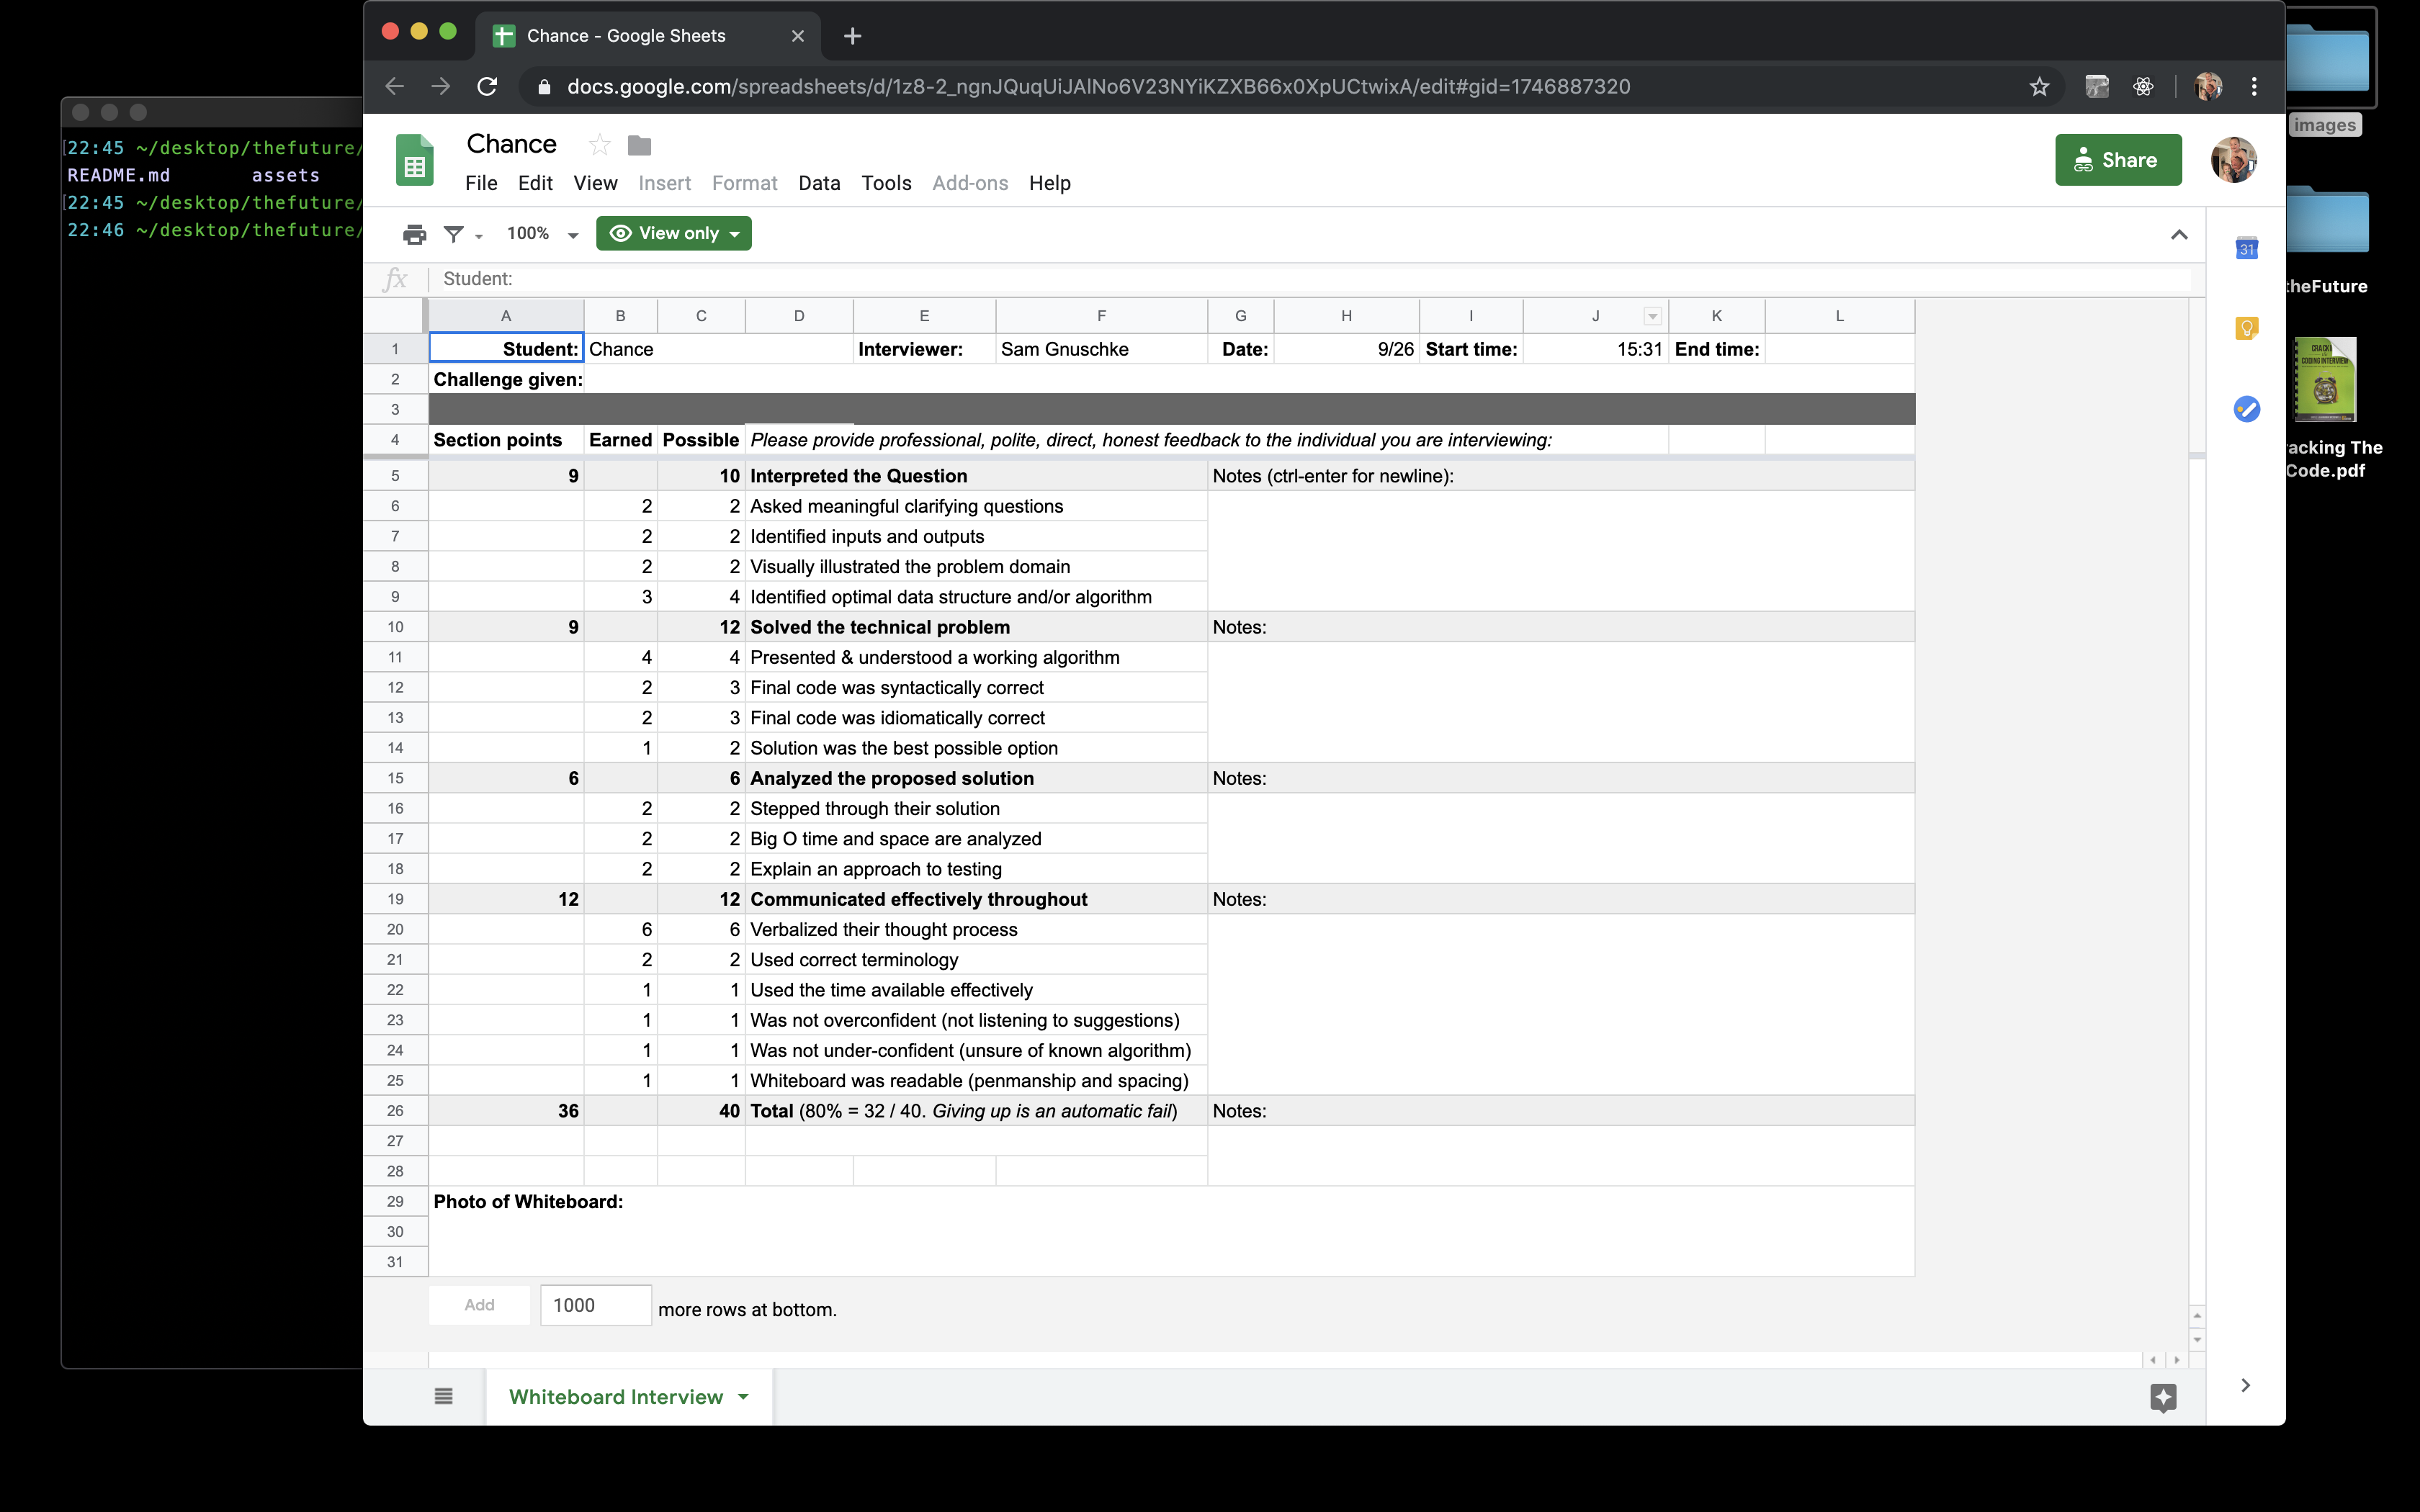 Chance - Google Sheets
docs.google.com/spreadsheets/d/1z8-2_ngnJQuqUiJAlNo6V23NYiKZXB66x0XpUCtwixA/edit#gid=1746887320
images
22:45 ~/desktop/thefuture/
README.md assets
22:45 ~/desktop/thefuture/
22:46 ~/desktop/thefuture/
Chance
Share
File Edit View Insert Format Data Tools Add-ons Help
100% View only
31
fx Student:
heFuture
A B C D E F G H I J K L
1 Student: Chance Interviewer: Sam Gnuschke Date: 9/26 Start time: 15:31 End time:
2 Challenge given:
3
4 Section points Earned Possible Please provide professional, polite, direct, honest feedback to the individual you are interviewing:
CODING INTERVIEW
acking The
Code.pdf
5 9 10 Interpreted the Question Notes (ctrl-enter for newline):
6 2 2 Asked meaningful clarifying questions
7 2 2 Identified inputs and outputs
8 2 2 Visually illustrated the problem domain
9 3 4 Identified optimal data structure and/or algorithm
10 9 12 Solved the technical problem Notes:
11 4 4 Presented & understood a working algorithm
12 2 3 Final code was syntactically correct
13 2 3 Final code was idiomatically correct
14 1 2 Solution was the best possible option
15 6 6 Analyzed the proposed solution Notes:
16 2 2 Stepped through their solution
17 2 2 Big O time and space are analyzed
18 2 2 Explain an approach to testing
19 12 12 Communicated effectively throughout Notes:
20 6 6 Verbalized their thought process
21 2 2 Used correct terminology
22 1 1 Used the time available effectively
23 1 1 Was not overconfident (not listening to suggestions)
24 1 1 Was not under-confident (unsure of known algorithm)
25 1 1 Whiteboard was readable (penmanship and spacing)
26 36 40 Total (80% = 32 / 40. Giving up is an automatic fail) Notes:
27
28
29 Photo of Whiteboard:
30
31
Add 1000 more rows at bottom.
Whiteboard Interview